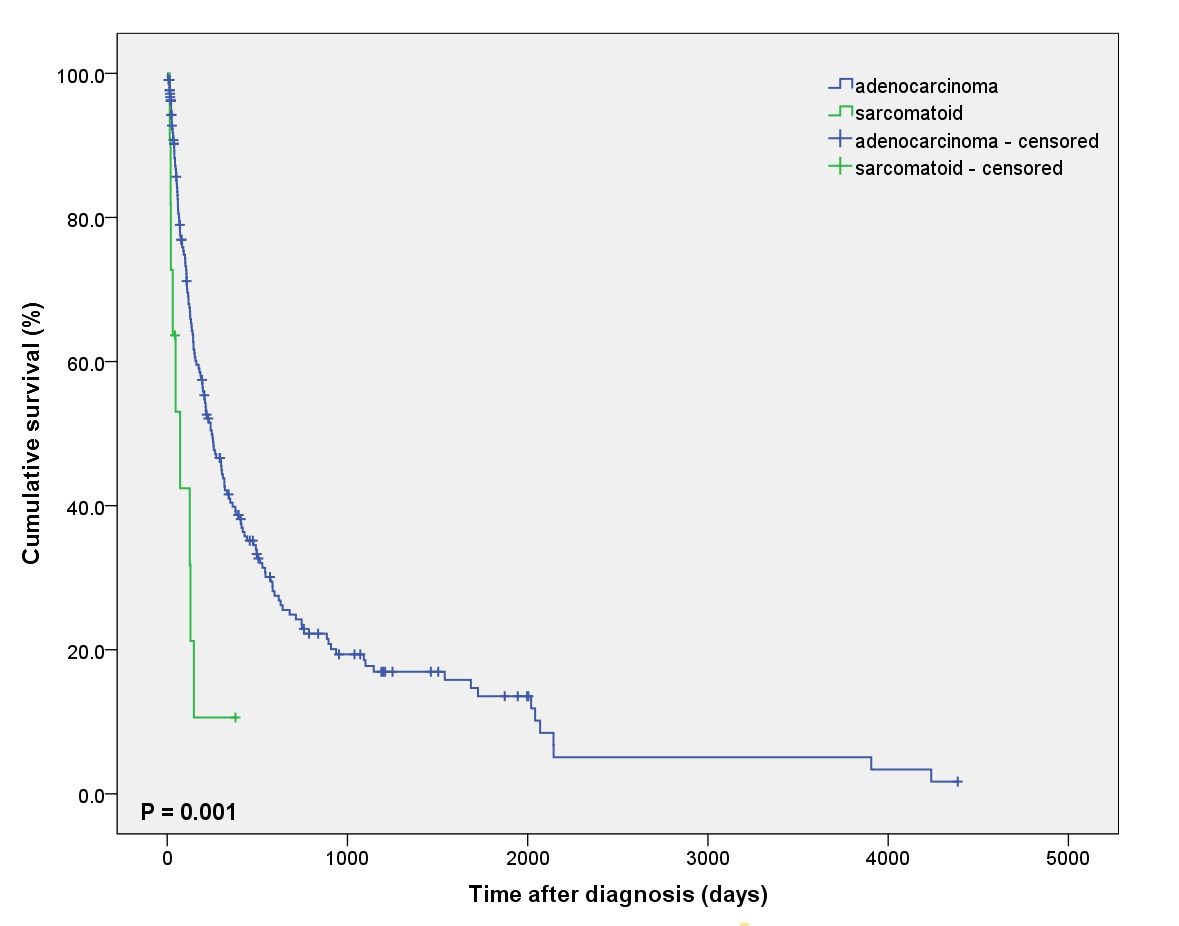 100.0
80.0
60.0
40.0
20.0
0.0
Cumulative survival (%)
adenocarcinoma
sarcomatoid
adenocarcinoma - censored
sarcomatoid - censored
P = 0.001
0 1000 2000 3000 4000 5000
Time after diagnosis (days)